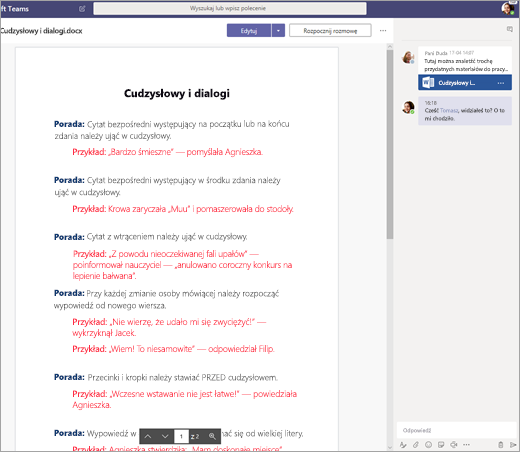 ft Teams
Wyszukaj lub wpisz polecenie
Cudzysłowy i dialogi.docx
Edytuj
Rozpocznij rozmowę
Cudzysłowy i dialogi
Porada: Cytat bezpośredni występujący na początku lub na końcu
zdania należy ująć w cudzysłowy.
Przykład: „Bardzo śmieszne” — pomyślała Agnieszka.
Porada: Cytat bezpośredni występujący w środku zdania należy
ująć w cudzysłowy.
Przykład: Krowa zaryczała „Muu” i pomaszerowała do stodoły.
Porada: Cytat z wtrąceniem należy ująć w cudzysłowy.
Przykład: „Z powodu nieoczekiwanej fali upałów” —
poinformował nauczyciel — „anulowano coroczny konkurs na
lepienie bałwana”.
Porada: Przy każdej zmianie osoby mówiącej należy rozpocząć
wypowiedź od nowego wiersza.
Przykład: „Nie wierzę, że udało mi się zwyciężyć!” —
wykrzyknął Jacek.
Przykład: „Wiem! To niesamowite” — odpowiedział Filip.
Porada: Przecinki i kropki należy stawiać PRZED cudzysłowem.
Przykład: „Wczesne wstawanie nie jest łatwe!” — powiedziała
Agnieszka.
Porada: Wypowiedź w
nać się od wielkiej litery.
1 z 2
Przykład: Agnieszka stwierdziła: „Mam doskonałe miejsce”
Pani Duda 17-04 14:07
Tutaj można znaleźć trochę
przydatnych materiałów do pracy...
Cudzysłowy i...
16:18
Cześć Tomasz, widziałeś to? O to
mi chodziło.
Odpowiedz